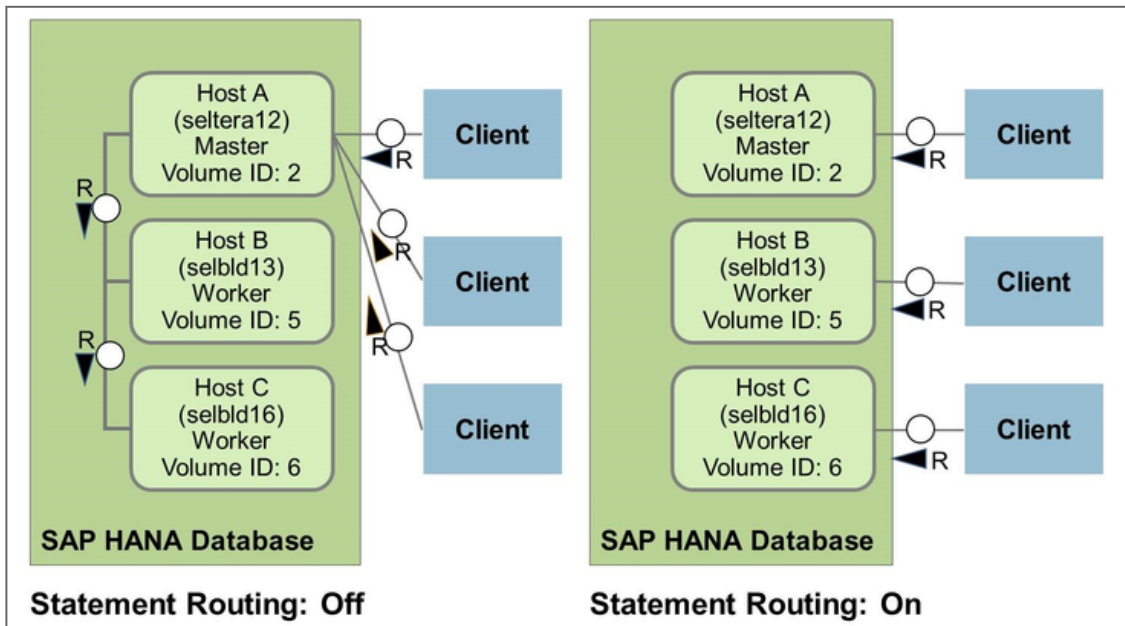 Host A
(seltera12)
Master
Volume ID: 2
Client
R
R
Host B
(selbld13)
Worker
Volume ID: 5
R
Client
R
R
Host C
(selbld16)
Worker
Volume ID: 6
Client
SAP HANA Database
Statement Routing: Off
Host A
(seltera12)
Master
Volume ID: 2
Client
R
Host B
(selbld13)
Worker
Volume ID: 5
Client
R
Host C
(selbld16)
Worker
Volume ID: 6
Client
R
SAP HANA Database
Statement Routing: On